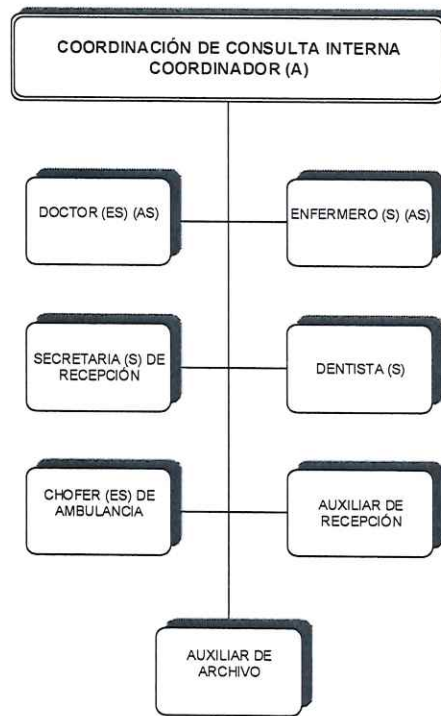 COORDINACIÓN DE CONSULTA INTERNA
COORDINADOR (A)
DOCTOR (ES) (AS)
ENFERMERO (S) (AS)
SECRETARIA (S) DE
RECEPCIÓN
DENTISTA (S)
CHOFER (ES) DE
AMBULANCIA
AUXILIAR DE
RECEPCIÓN
AUXILIAR DE
ARCHIVO